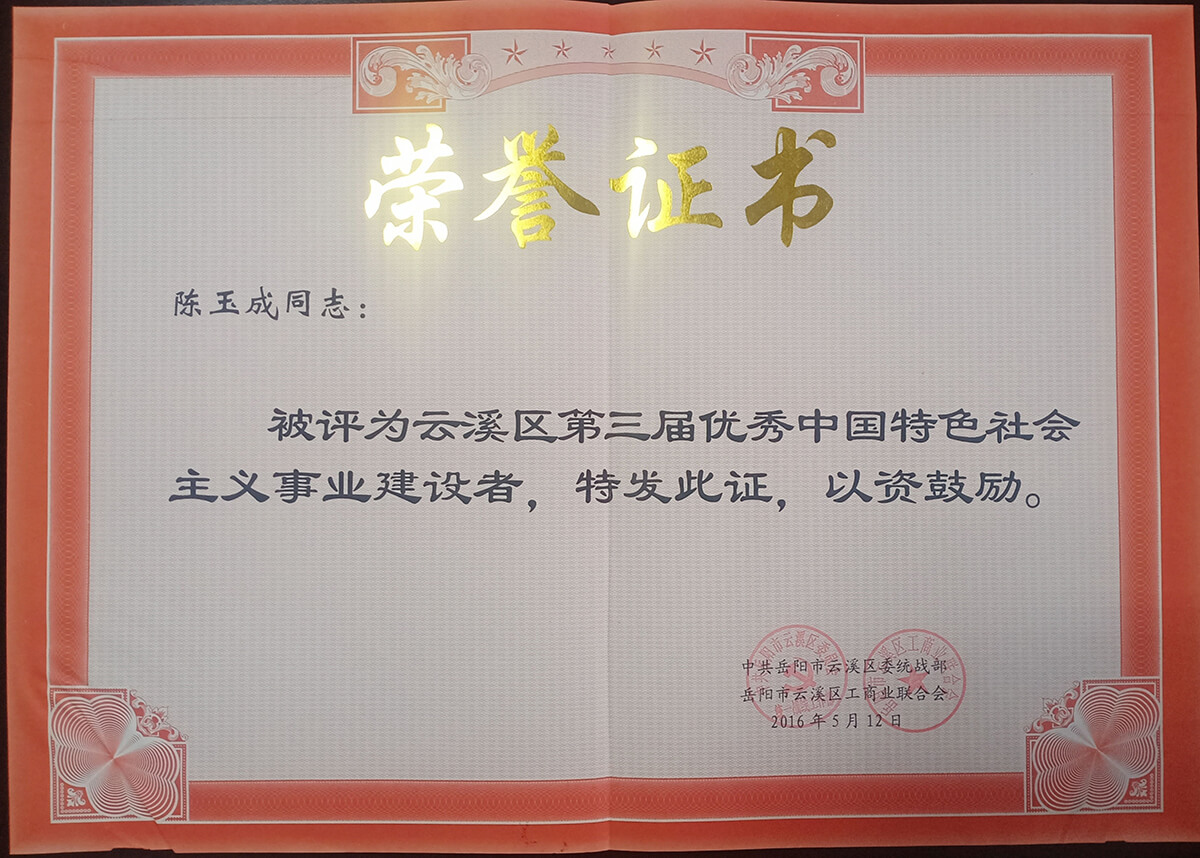 荣誉证书
陈玉成同志：
被评为云溪区第三届优秀中国特色社会
主义事业建设者，特发此证，以资鼓励。
中共岳阳市云溪区委统战部
岳阳市云溪区工商业联合会
2016年5月12日